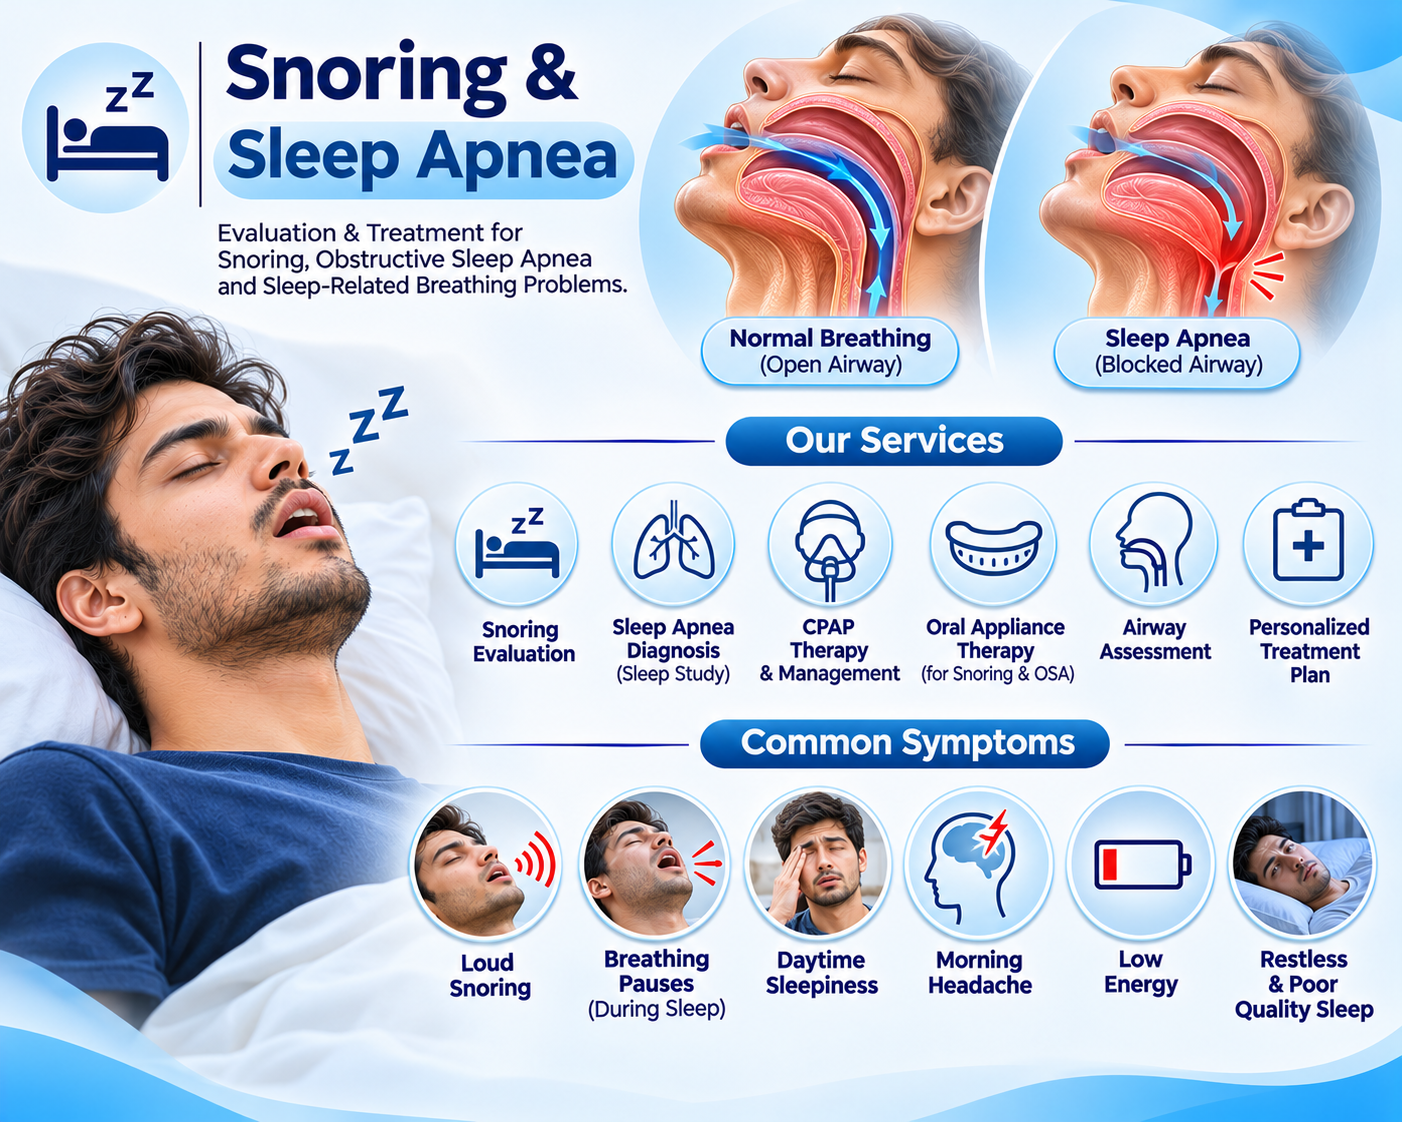 zZ
Snoring &
Sleep Apnea
Evaluation & Treatment for
Snoring, Obstructive Sleep Apnea
and Sleep-Related Breathing Problems.
Normal Breathing
(Open Airway)
Sleep Apnea
(Blocked Airway)
zZZ
Our Services
zZ
Snoring
Evaluation
Sleep Apnea
Diagnosis
(Sleep Study)
CPAP
Therapy
& Management
Oral Appliance
Therapy
(for Snoring & OSA)
Airway
Assessment
Personalized
Treatment
Plan
Common Symptoms
Loud
Snoring
Breathing
Pauses
(During Sleep)
Daytime
Sleepiness
Morning
Headache
Low
Energy
Restless
& Poor
Quality Sleep